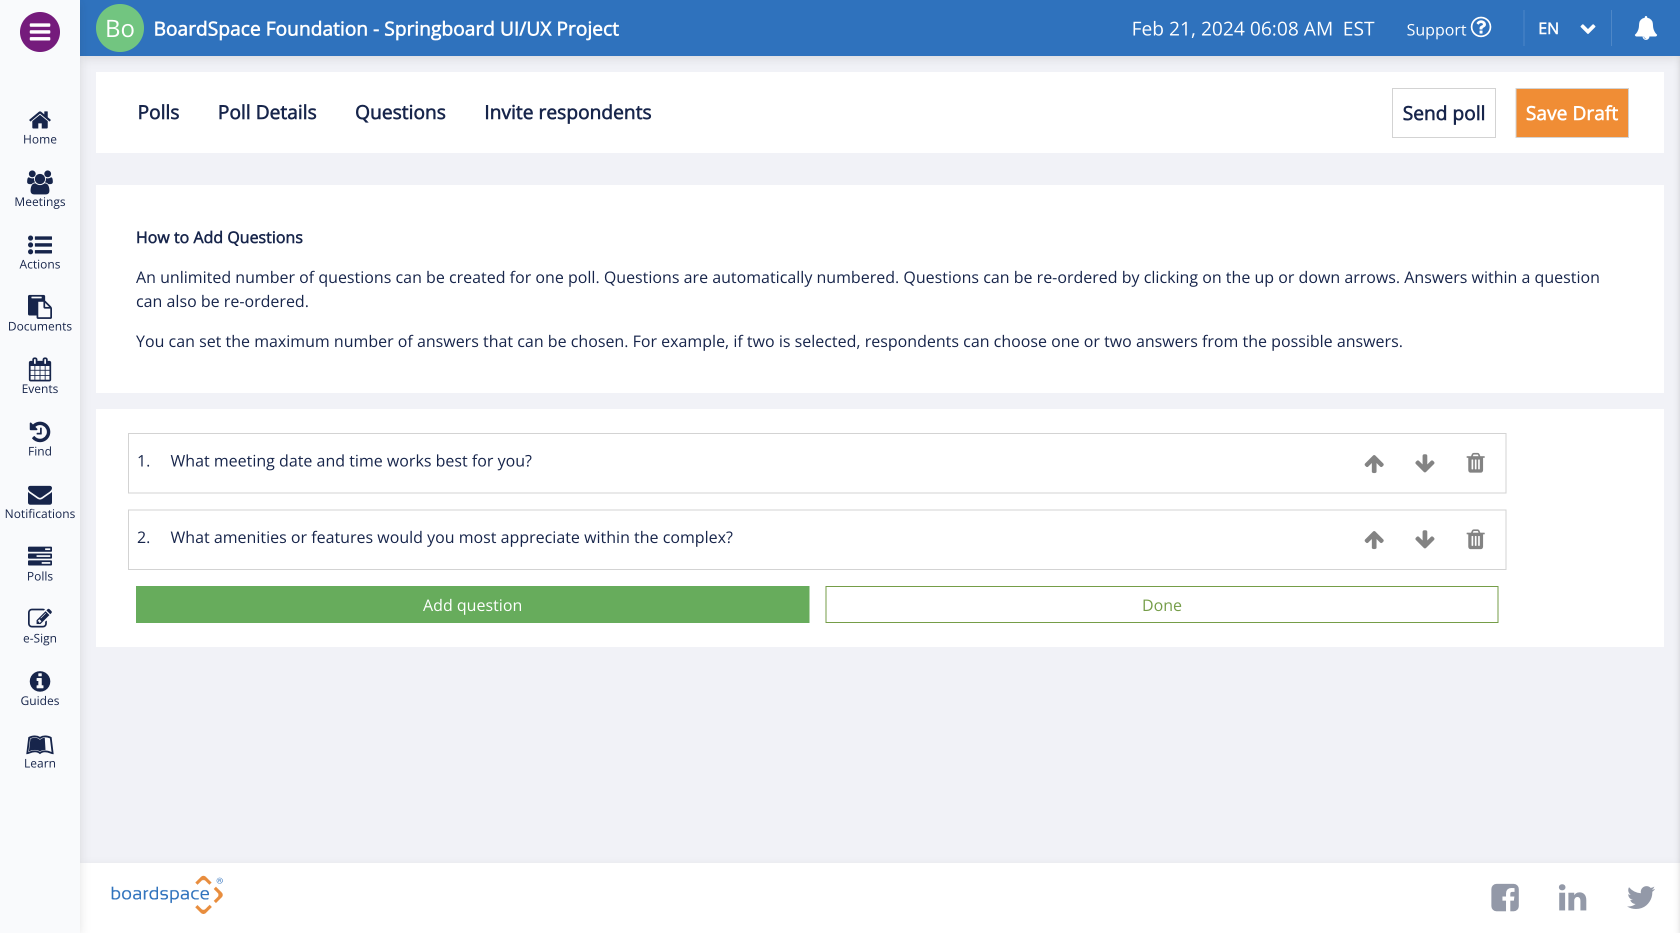 Bo BoardSpace Foundation - Springboard UI/UX Project Feb 21, 2024 06:08 AM EST Support EN
Polls Poll Details Questions Invite respondents Send poll Save Draft
Home
Meetings
Actions
Documents
Events
Find
Notifications
Polls
e-Sign
Guides
Learn
How to Add Questions
An unlimited number of questions can be created for one poll. Questions are automatically numbered. Questions can be re-ordered by clicking on the up or down arrows. Answers within a question
can also be re-ordered.
You can set the maximum number of answers that can be chosen. For example, if two is selected, respondents can choose one or two answers from the possible answers.
1. What meeting date and time works best for you?
2. What amenities or features would you most appreciate within the complex?
Add question Done
boardspace®